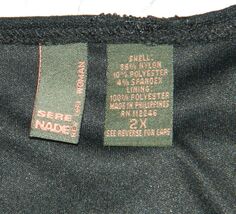 WOMAN
SERE
NADE
SHELL:
86% NYLON
10% POLYESTER
4% SPANDEX
LINING:
100% POLYESTER
MADE IN PHILIPPINES
2X
SEE REVERSE FOR CARE